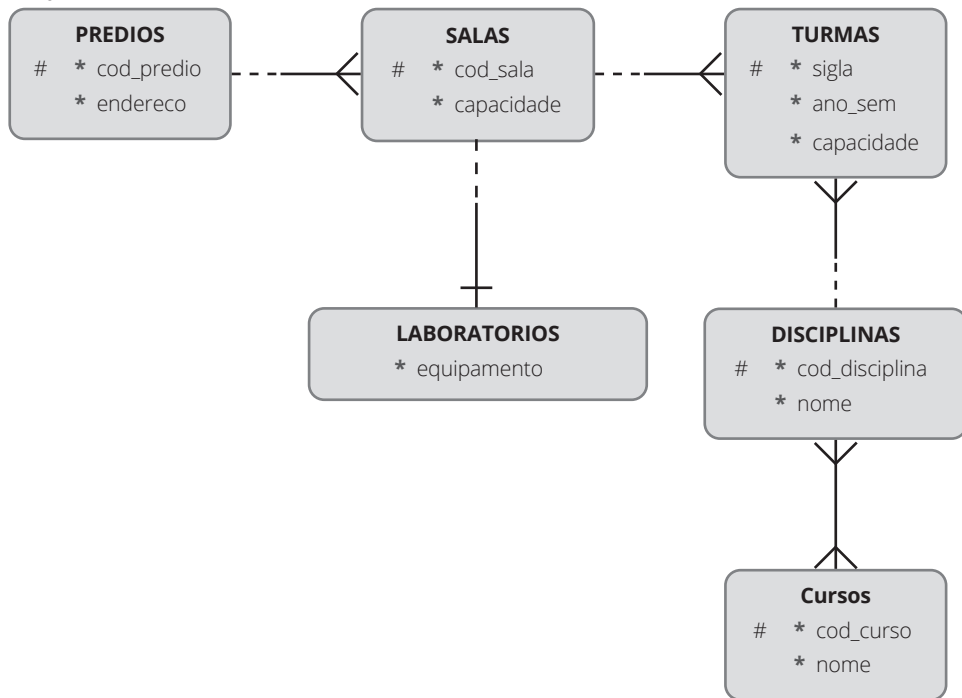 PREDIOS
# * cod_predio
* endereco
SALAS
# * cod_sala
* capacidade
TURMAS
# * sigla
* ano_sem
* capacidade
LABORATORIOS
* equipamento
DISCIPLINAS
# * cod_disciplina
* nome
Cursos
# * cod_curso
* nome